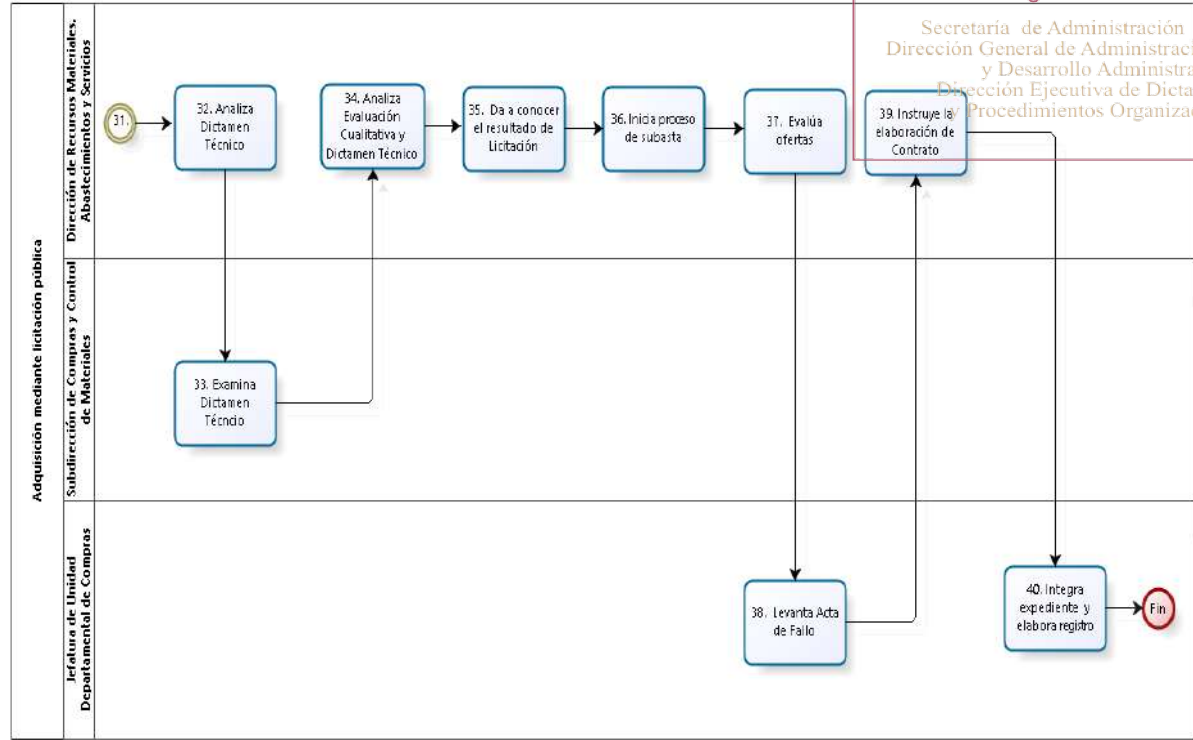 Secretaría de Administración
Dirección General de Administraci
y Desarrollo Administra
Dirección Ejecutiva de Dicta
y Procedimientos Organizac
Adquisición mediante licitación pública
Dirección de Recursos Materiales,
Abastecimientos y Servicios
31.
32. Analiza
Dictamen
Técnico
34. Analiza
Evaluación
Cualitativa y
Dictamen Técnico
35. Da a conocer
el resultado de
Licitación
36. Inicia proceso
de subasta
37. Evalúa
ofertas
39. Instruye la
elaboración de
Contrato
Subdirección de Compras y Control
de Materiales
33. Examina
Dictamen
Técncio
Jefatura de Unidad
Departamental de Compras
38. Levanta Acta
de Fallo
40. Integra
expediente y
elabora registro
Fin